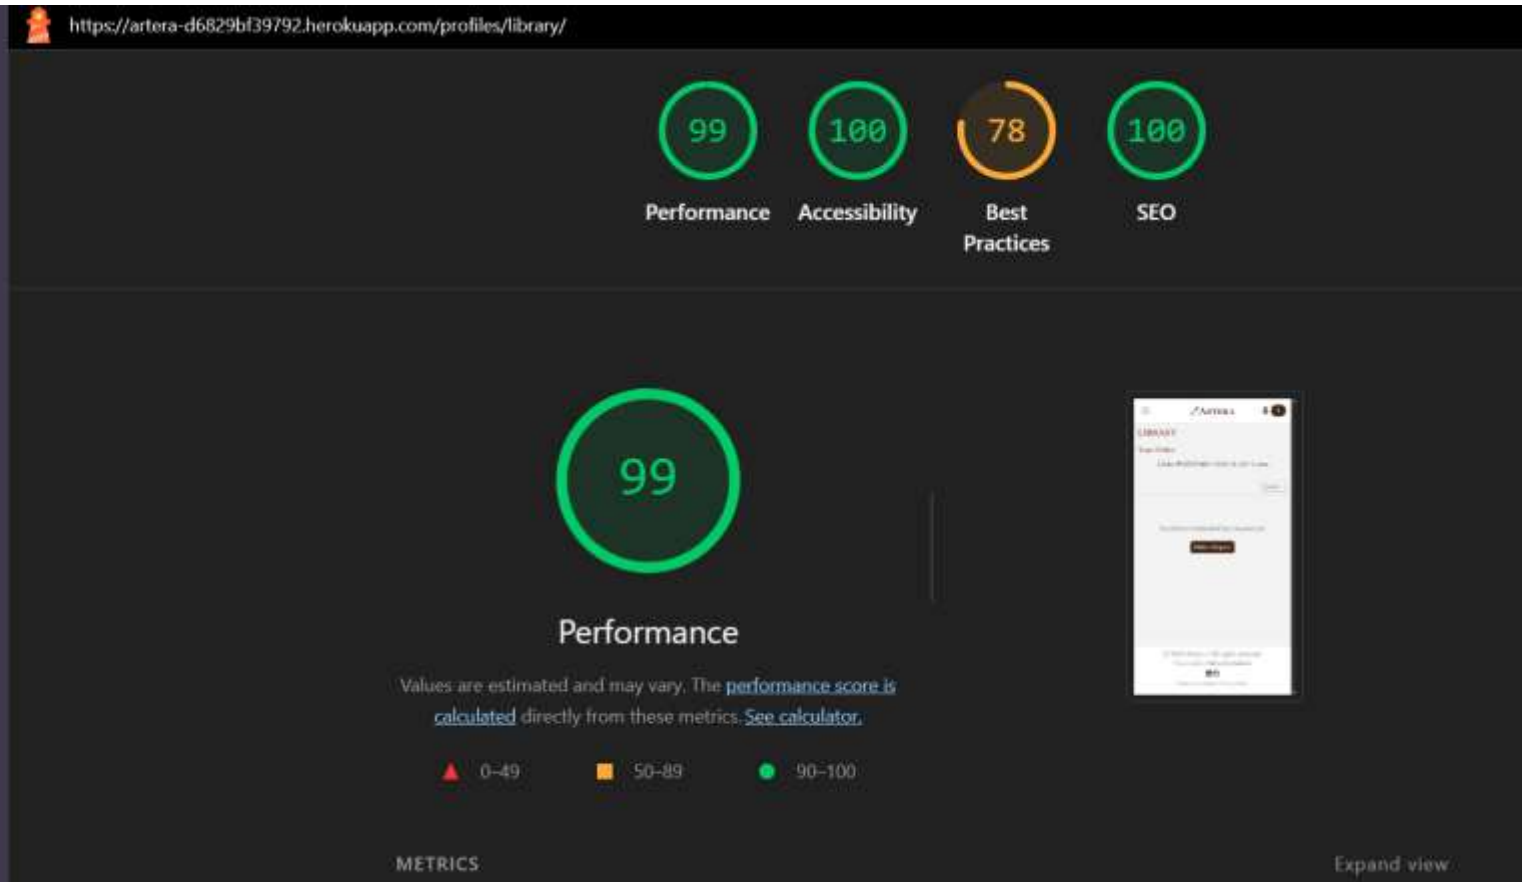 https://artera-d6829bf39792.herokuapp.com/profiles/library/
99
100
78
100
Performance
Accessibility
Best
Practices
SEO
99
Performance
Values are estimated and may vary. The performance score is
calculated directly from these metrics. See calculator.
0–49
50–89
90–100
ARTERA
LIBRARY
METRICS
Expand view